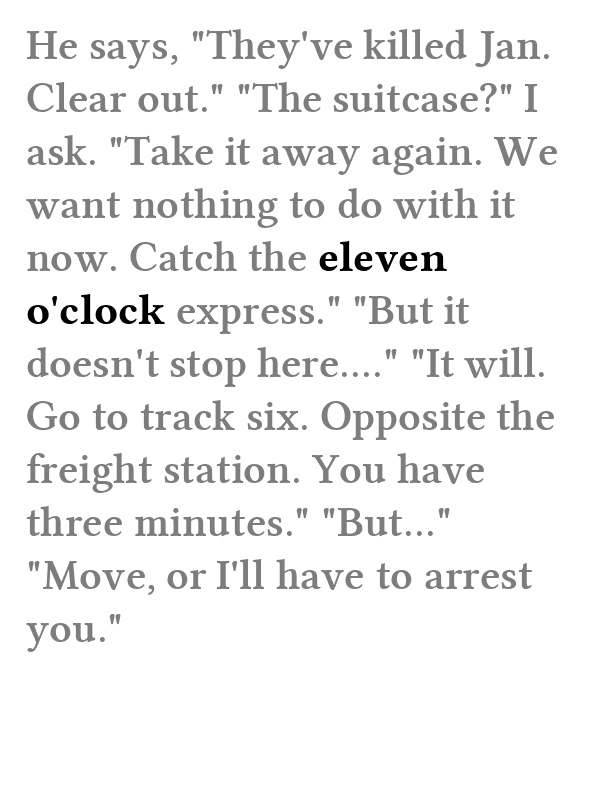 He says, "They've killed Jan.
Clear out." "The suitcase?" I
ask. "Take it away again. We
want nothing to do with it
now. Catch the eleven
o'clock express." "But it
doesn't stop here...." "It will.
Go to track six. Opposite the
freight station. You have
three minutes." "But..."
"Move, or I'll have to arrest
you."